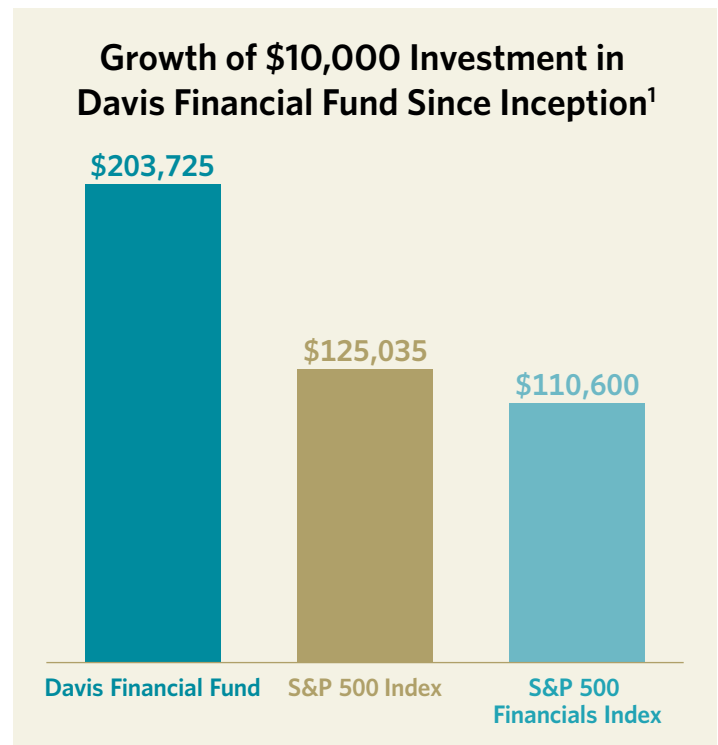 Growth of $10,000 Investment in
Davis Financial Fund Since Inception¹
$203,725
$125,035
$110,600
Davis Financial Fund
S&P 500 Index
S&P 500
Financials Index